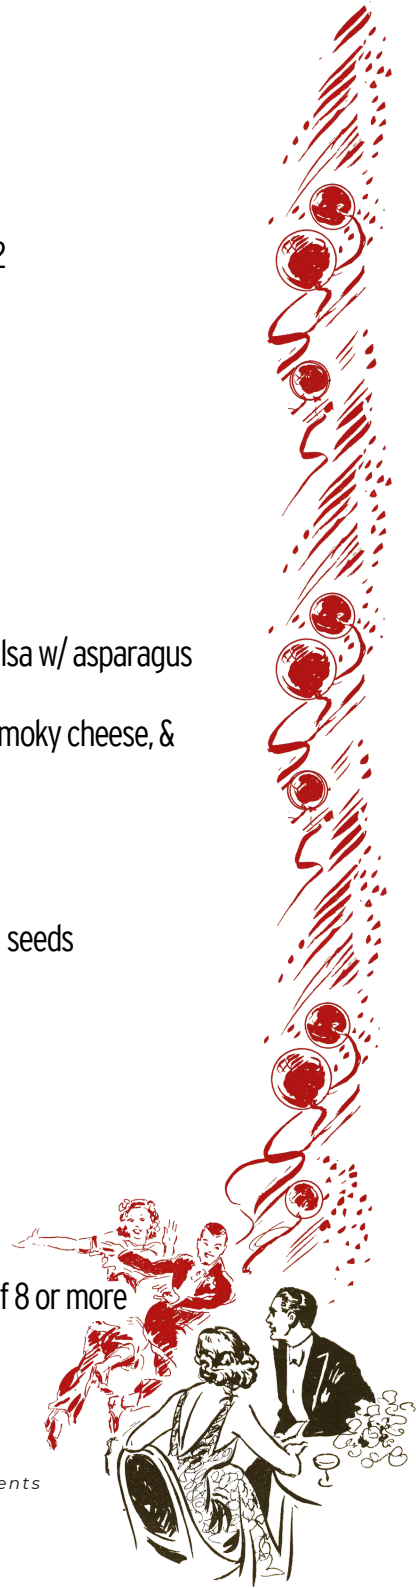 2
lsa w/ asparagus
moky cheese, &
seeds
f 8 or more
ents